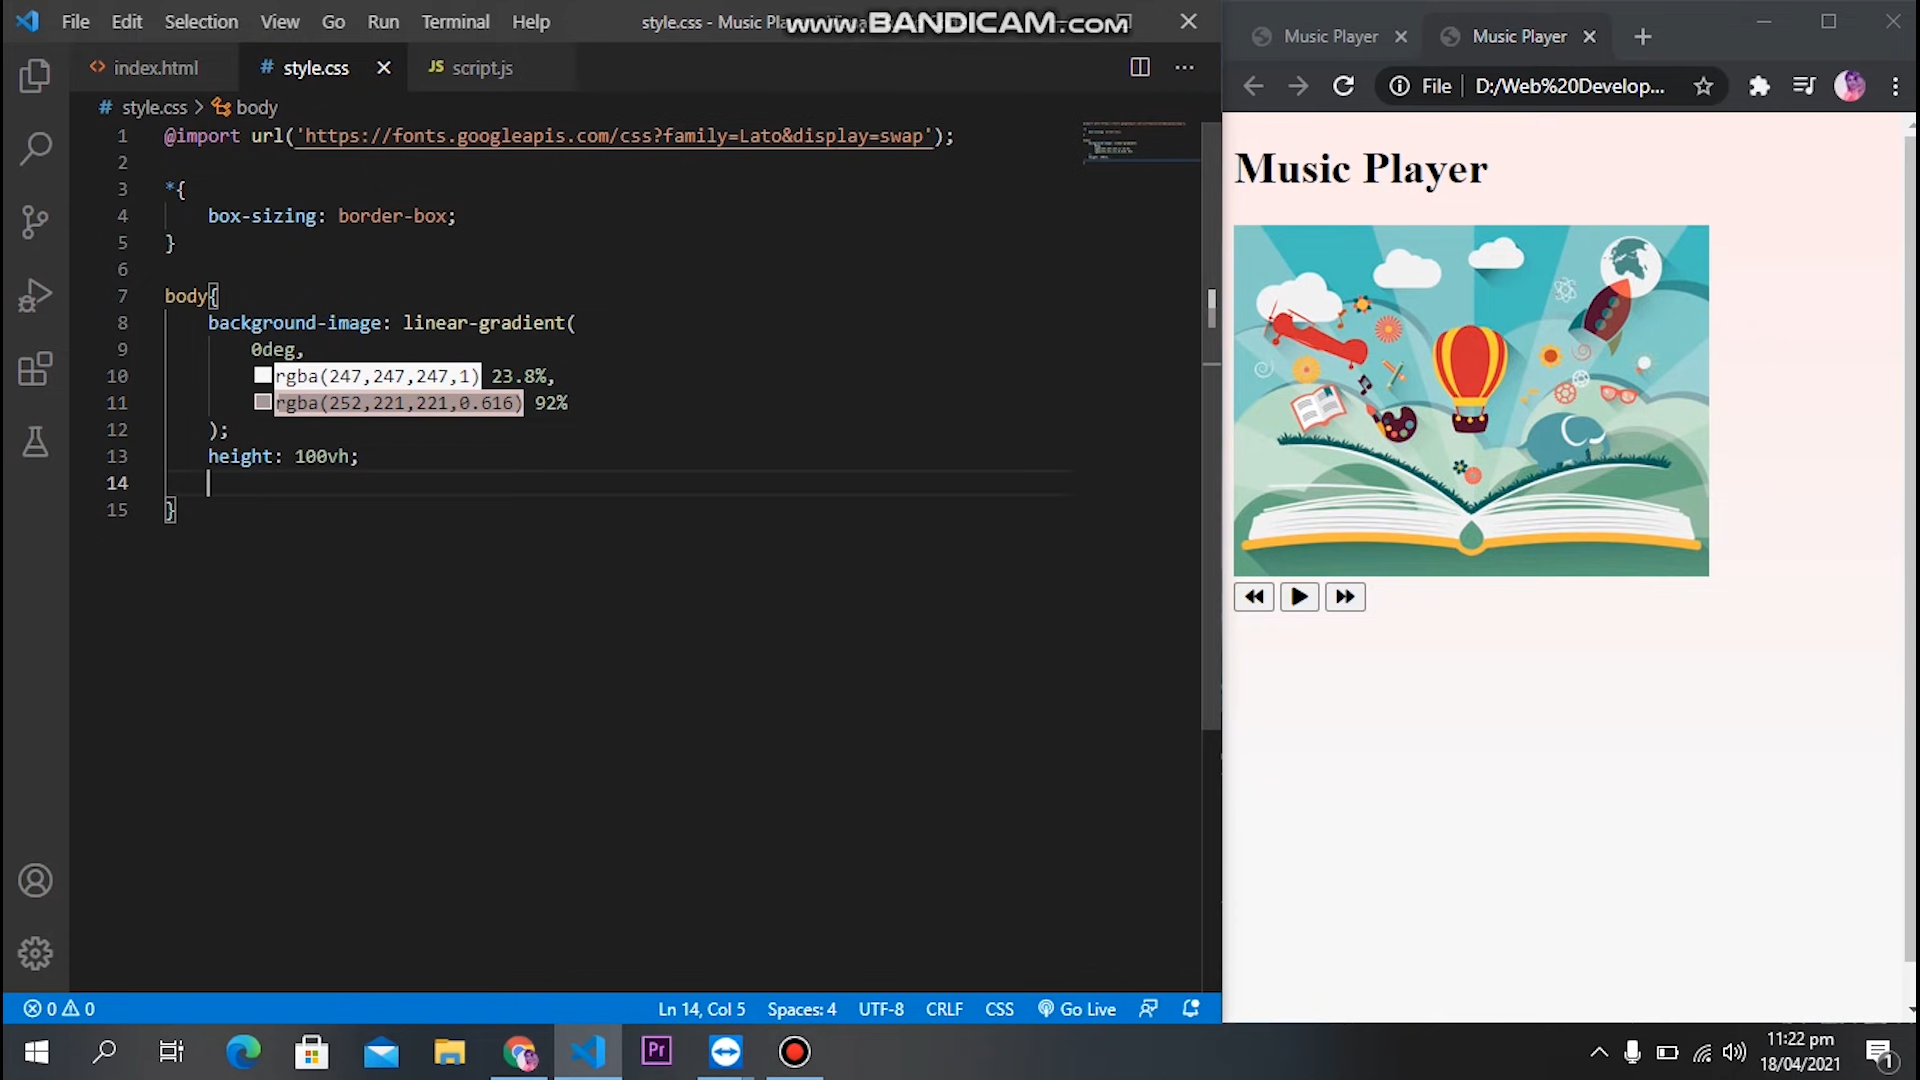 File Edit Selection View Go Run Terminal Help
style.css - Music Pla
www.BANDICAM.com
index.html
style.css
JS script.js
# style.css > body
1 @import url('https://fonts.googleapis.com/css?family=Lato&display=swap');
2
3 *{
4 box-sizing: border-box;
5 }
6
7 body{
8 background-image: linear-gradient(
9 0deg,
10 rgba(247,247,247,1) 23.8%,
11 rgba(252,221,221,0.616) 92%
12 );
13 height: 100vh;
14
15 }
0 0
Ln 14, Col 5 Spaces: 4 UTF-8 CRLF CSS Go Live
Music Player
Music Player
File D:/Web%20Develop...
Music Player
Pr
11:22 pm
18/04/2021
1